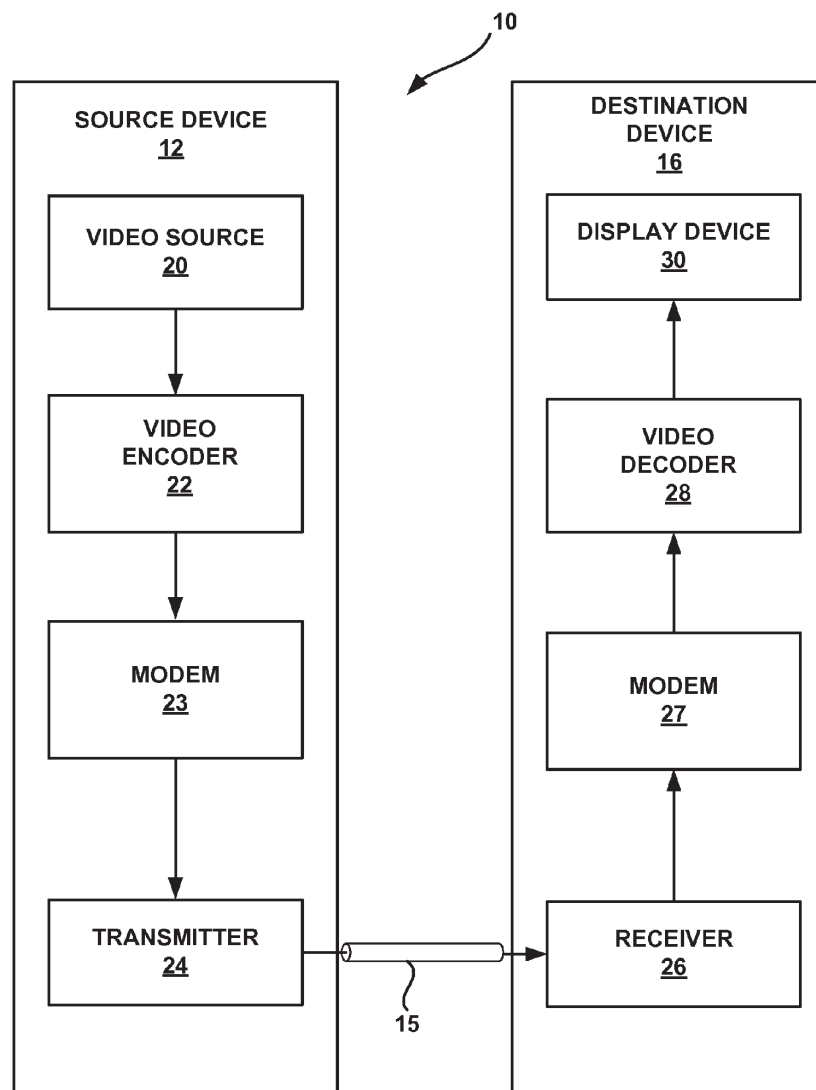 10
SOURCE DEVICE
12
VIDEO SOURCE
20
VIDEO
ENCODER
22
MODEM
23
TRANSMITTER
24
15
DESTINATION
DEVICE
16
DISPLAY DEVICE
30
VIDEO
DECODER
28
MODEM
27
RECEIVER
26